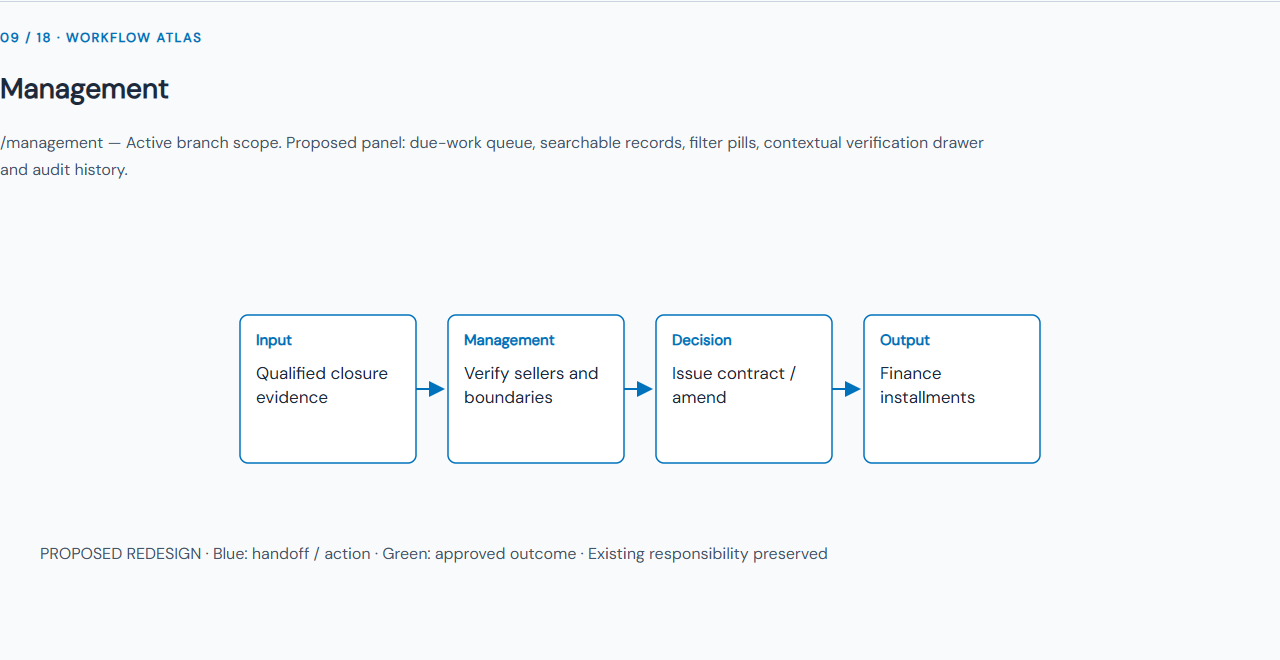 09 / 18 · WORKFLOW ATLAS
Management
/management — Active branch scope. Proposed panel: due-work queue, searchable records, filter pills, contextual verification drawer
and audit history.
Input
Qualified closure
evidence
Management
Verify sellers and
boundaries
Decision
Issue contract /
amend
Output
Finance
installments
PROPOSED REDESIGN · Blue: handoff / action · Green: approved outcome · Existing responsibility preserved